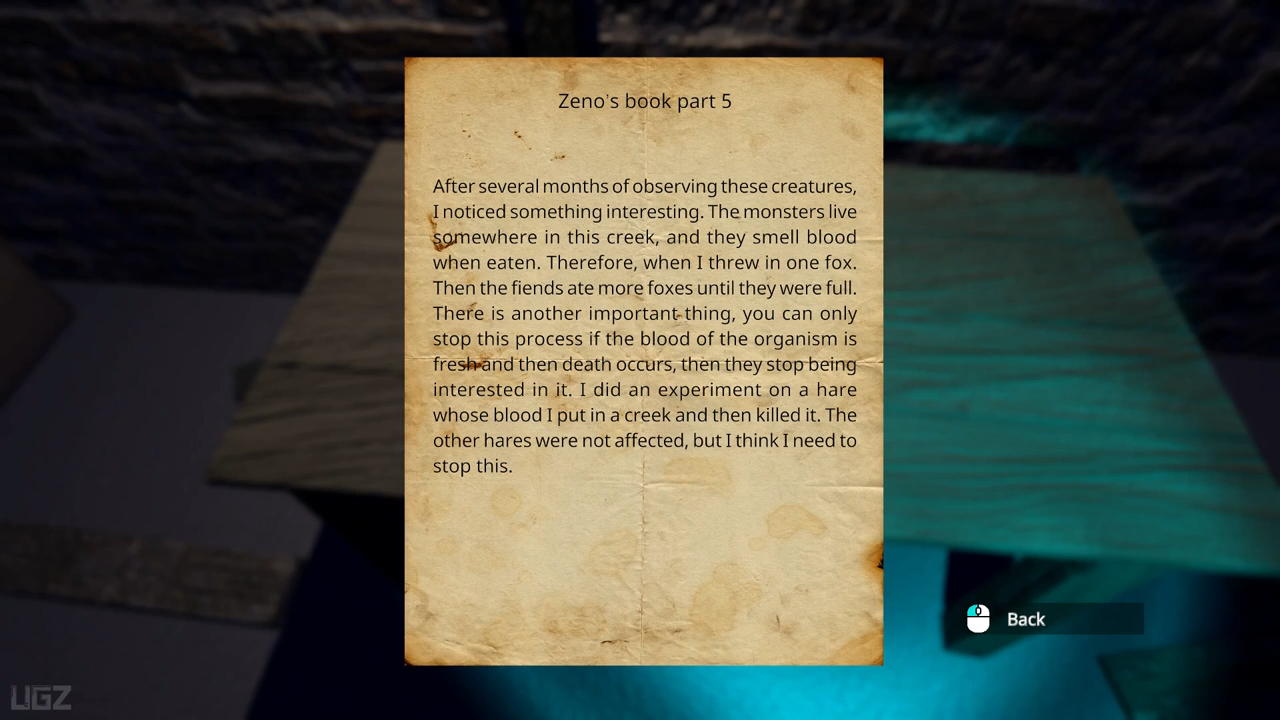 Zeno's book part 5
After several months of observing these creatures,
I noticed something interesting. The monsters live
somewhere in this creek, and they smell blood
when eaten. Therefore, when I threw in one fox.
Then the fiends ate more foxes until they were full.
There is another important thing, you can only
stop this process if the blood of the organism is
fresh and then death occurs, then they stop being
interested in it. I did an experiment on a hare
whose blood I put in a creek and then killed it. The
other hares were not affected, but I think I need to
stop this.
Back
UGZ